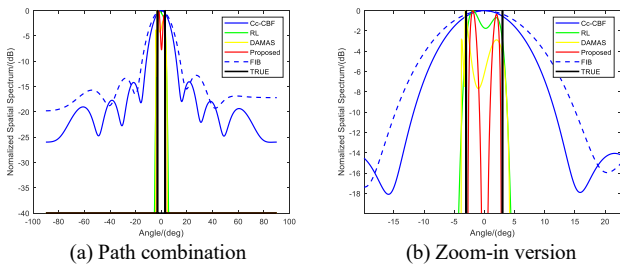 0
-5
-10
-15
-20
-25
-30
-35
-40
-100
-80
-60
-40
-20
0
20
40
60
80
100
Nomalized Spatial Spectrum/(dB)
Angle/(deg)
Cc-CBF
RL
DAMAS
Proposed
FIB
TRUE
(a) Path combination
0
-2
-4
-6
-8
-10
-12
-14
-16
-18
-15
-10
-5
0
5
10
15
20
Nomalized Spatial Spectrum/(dB)
Angle/(deg)
Cc-CBF
RL
DAMAS
Proposed
FIB
TRUE
(b) Zoom-in version